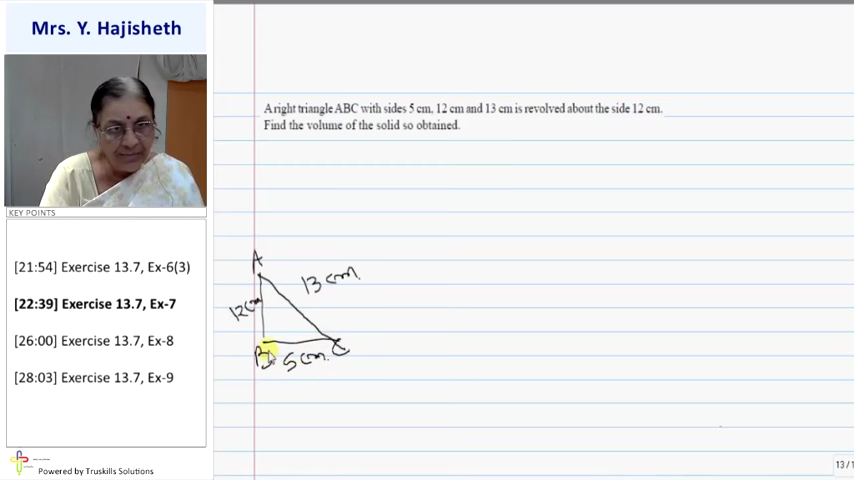 Mrs. Y. Hajisheth
KEY POINTS
[21:54] Exercise 13.7, Ex-6(3)
[22:39] Exercise 13.7, Ex-7
[26:00] Exercise 13.7, Ex-8
[28:03] Exercise 13.7, Ex-9
Powered by Truskills Solutions
A right triangle ABC with sides 5 cm, 12 cm and 13 cm is revolved about the side 12 cm.
Find the volume of the solid so obtained.
A
13 cm.
12 cm
B
5 cm.
C
13/1